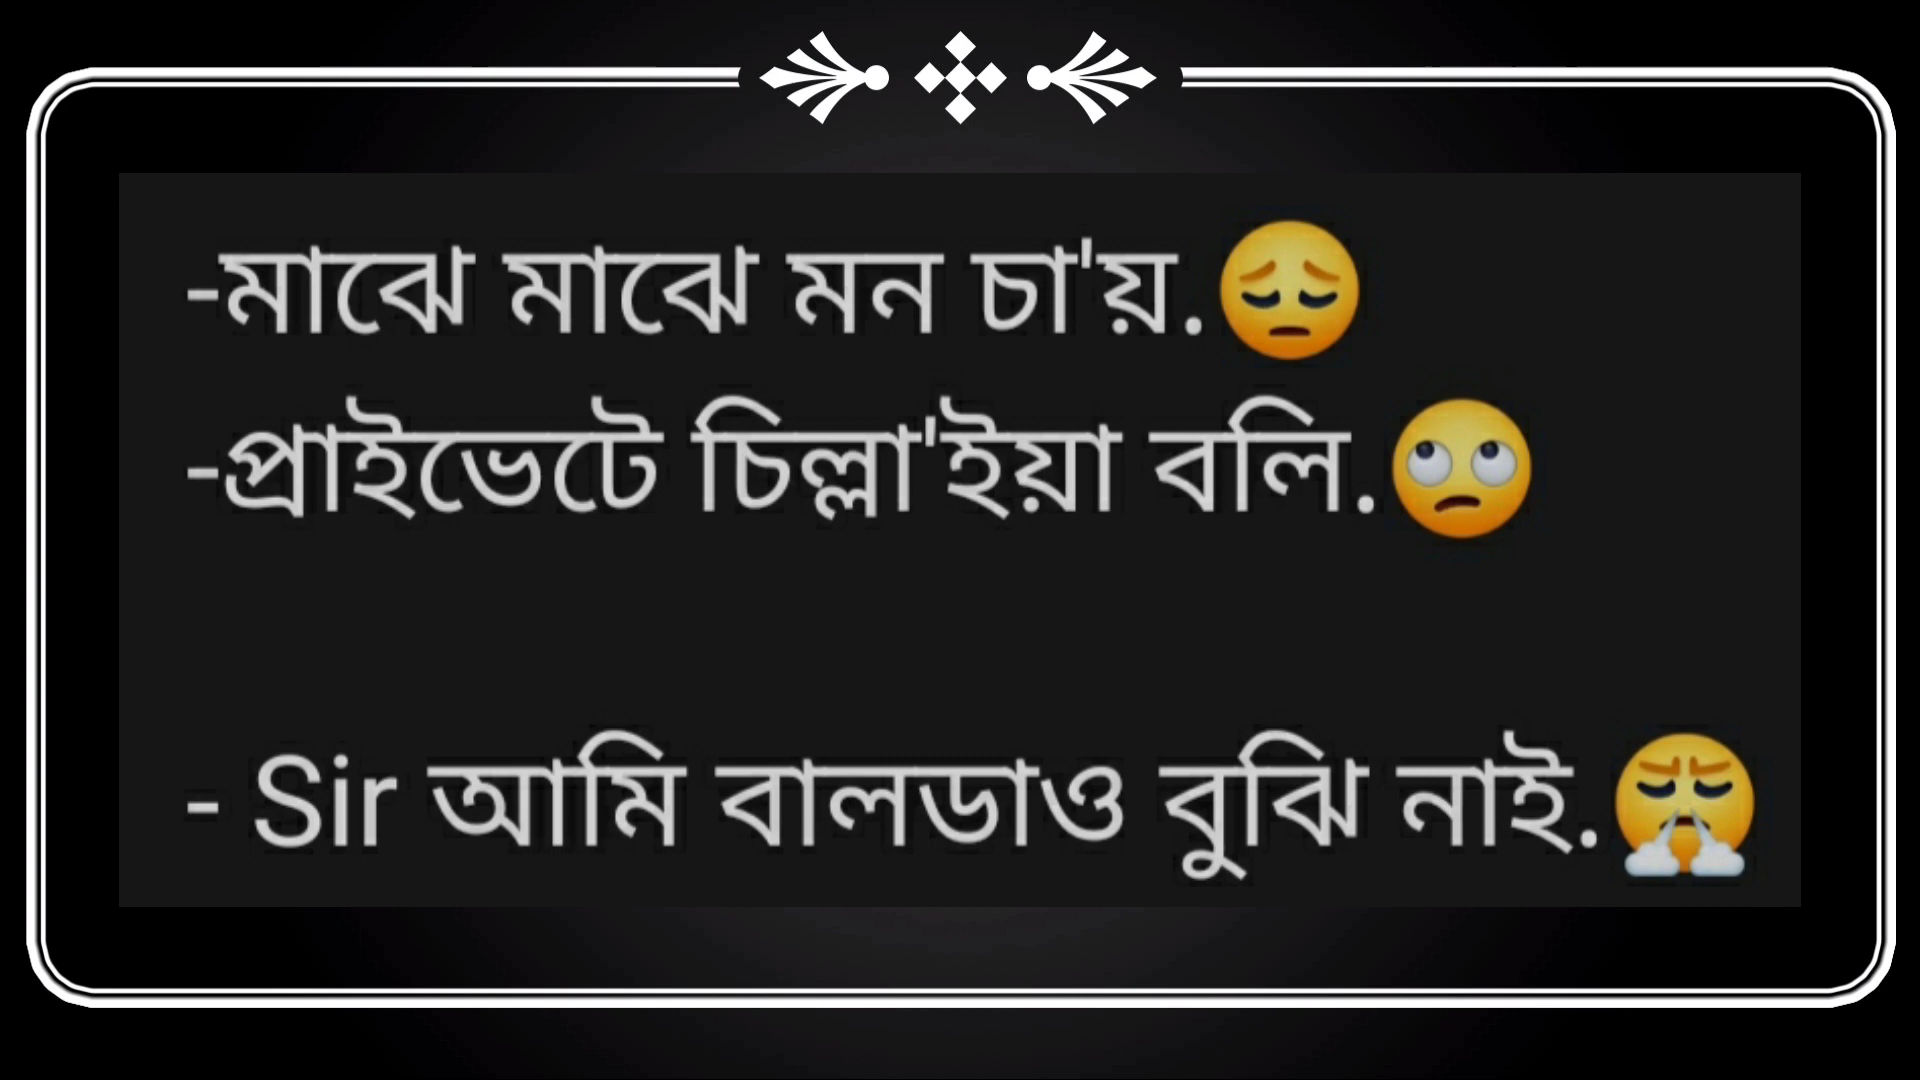 -মাঝে মাঝে মন চা'য়.😔
-প্রাইভেটে চিল্লা'ইয়া বলি.🙄
- Sir আমি বালডাও বুঝি নাই.😤